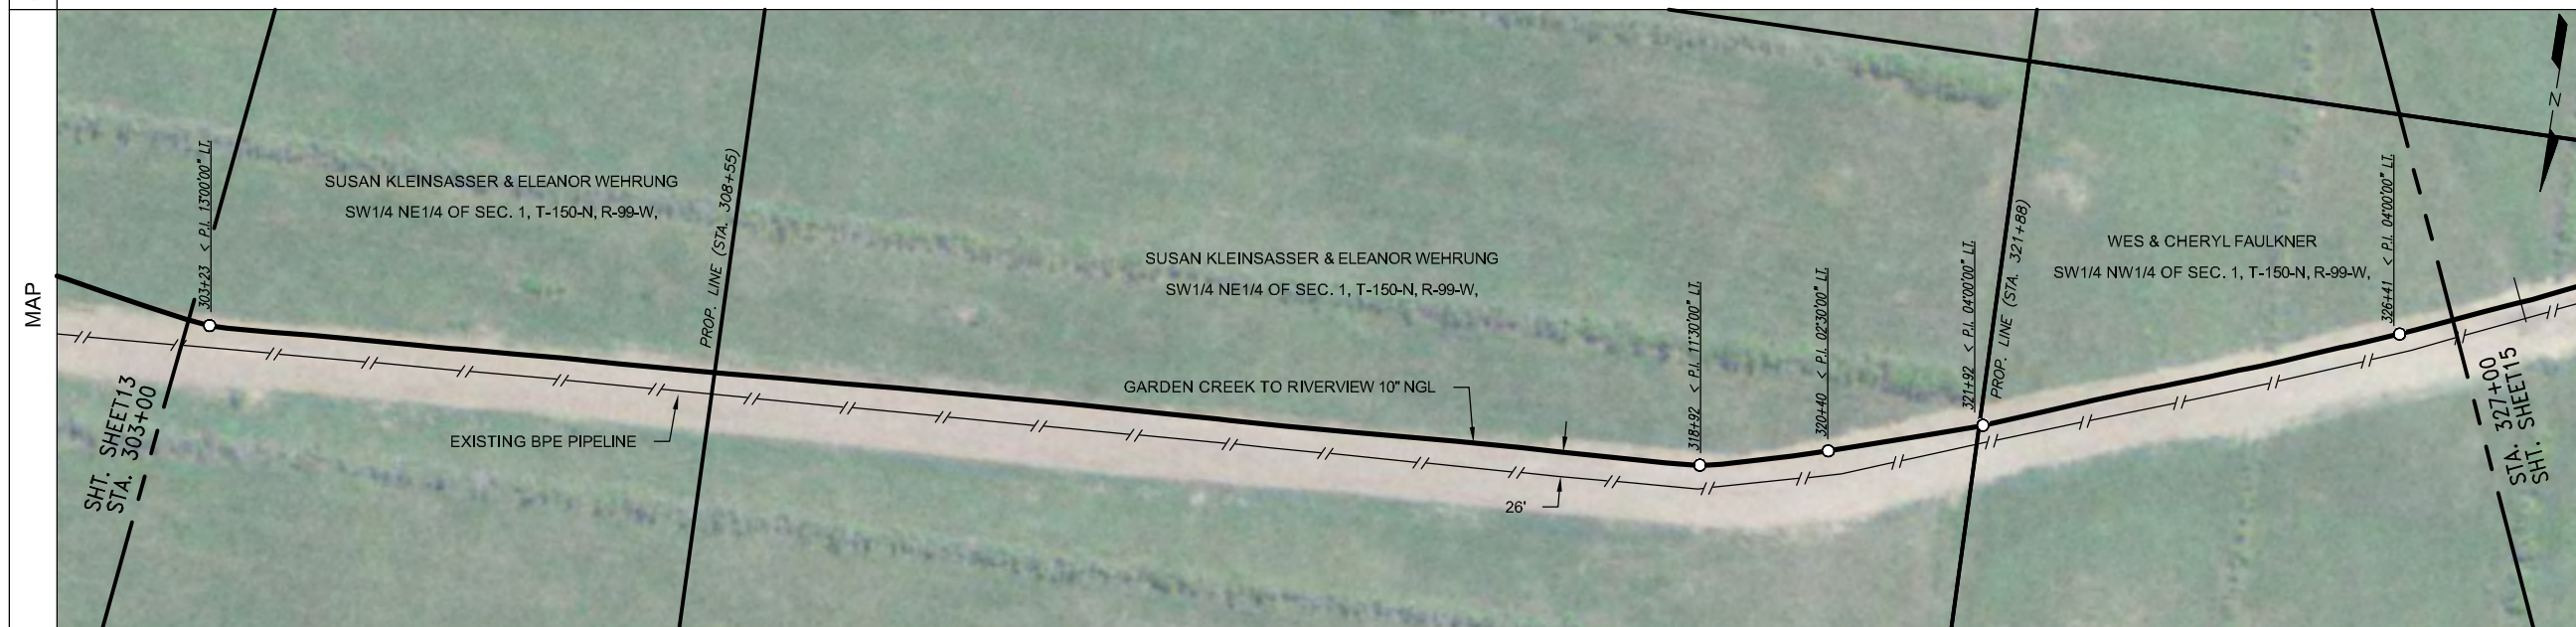 MAP
SHT. SHEET13
STA. 303+00
303+23 < P.I. 13°00'00" LT.
SUSAN KLEINSASSER & ELEANOR WEHRUNG
SW1/4 NE1/4 OF SEC. 1, T-150-N, R-99-W,
EXISTING BPE PIPELINE
PROP. LINE (STA. 308+55)
SUSAN KLEINSASSER & ELEANOR WEHRUNG
SW1/4 NE1/4 OF SEC. 1, T-150-N, R-99-W,
GARDEN CREEK TO RIVERVIEW 10" NGL
26'
318+92 < P.I. 11°30'00" LT.
320+40 < P.I. 02°30'00" LT.
321+92 < P.I. 04°00'00" LT.
PROP. LINE (STA. 321+88)
WES & CHERYL FAULKNER
SW1/4 NW1/4 OF SEC. 1, T-150-N, R-99-W,
326+41 < P.I. 04°00'00" LT.
STA. 327+00
SHT. SHEET15
N